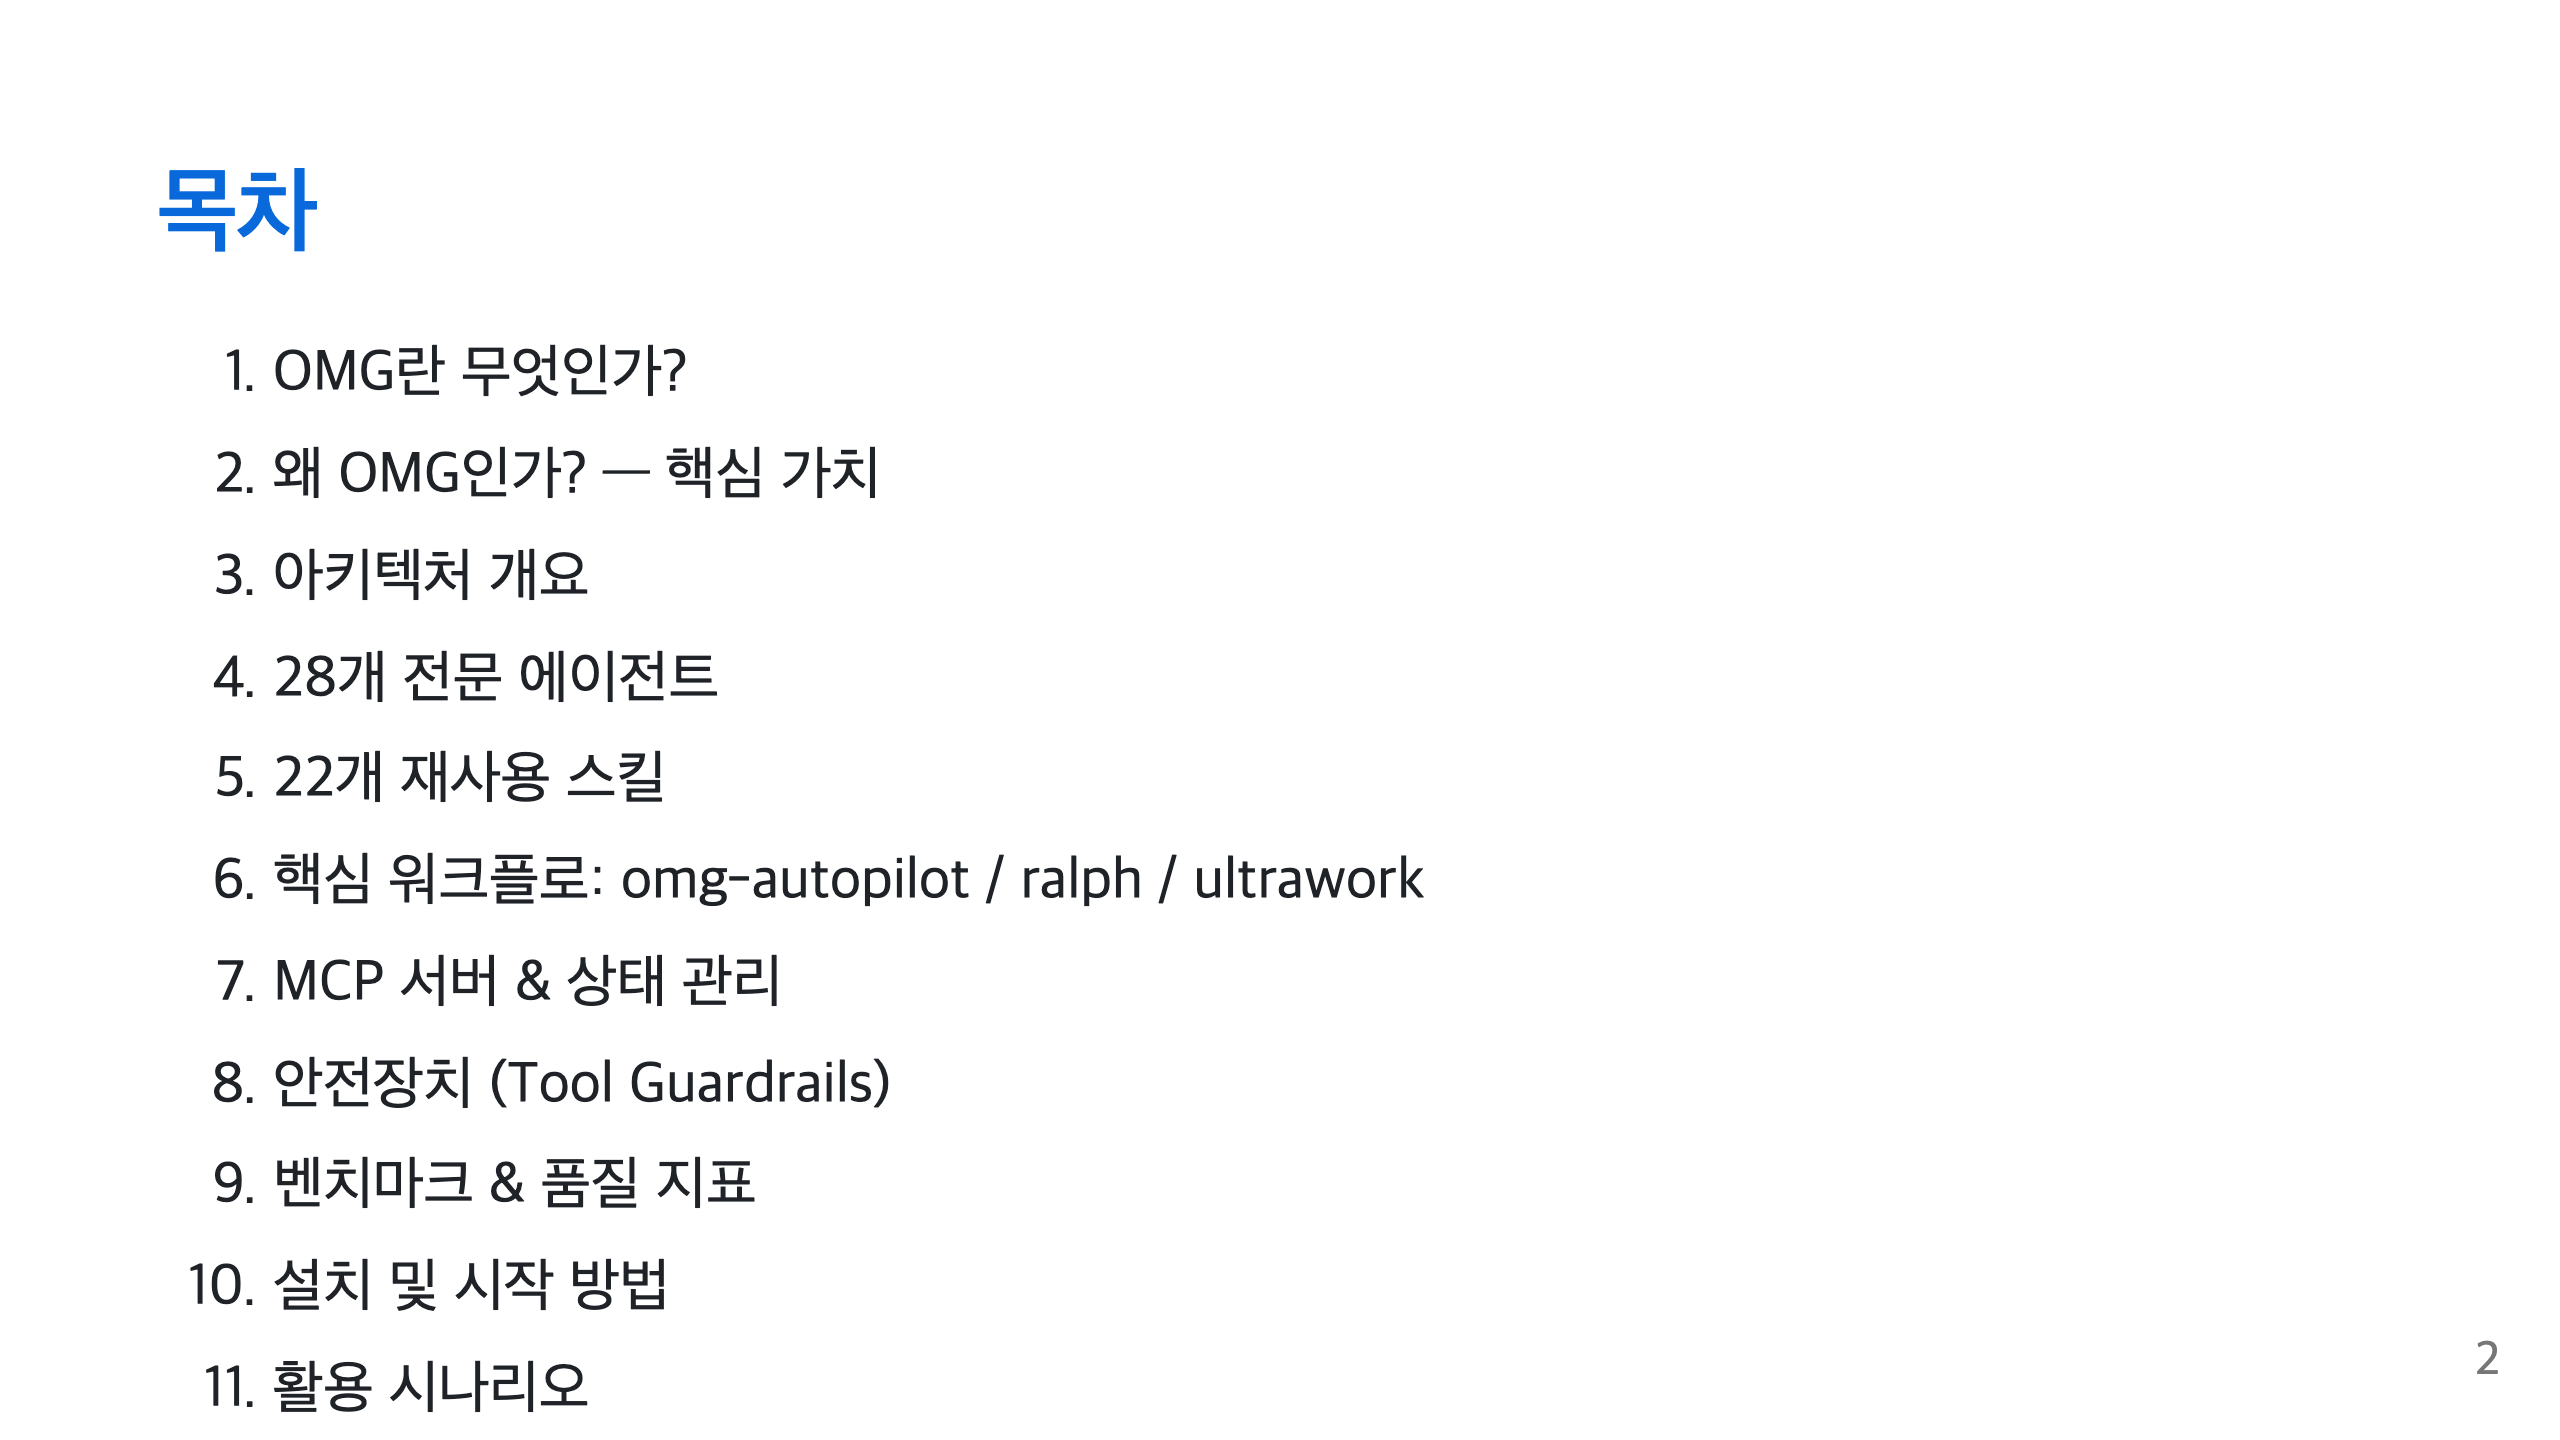 목차
1. OMG란 무엇인가?
2. 왜 OMG인가? — 핵심 가치
3. 아키텍처 개요
4. 28개 전문 에이전트
5. 22개 재사용 스킬
6. 핵심 워크플로: omg-autopilot / ralph / ultrawork
7. MCP 서버 & 상태 관리
8. 안전장치 (Tool Guardrails)
9. 벤치마크 & 품질 지표
10. 설치 및 시작 방법
11. 활용 시나리오
2